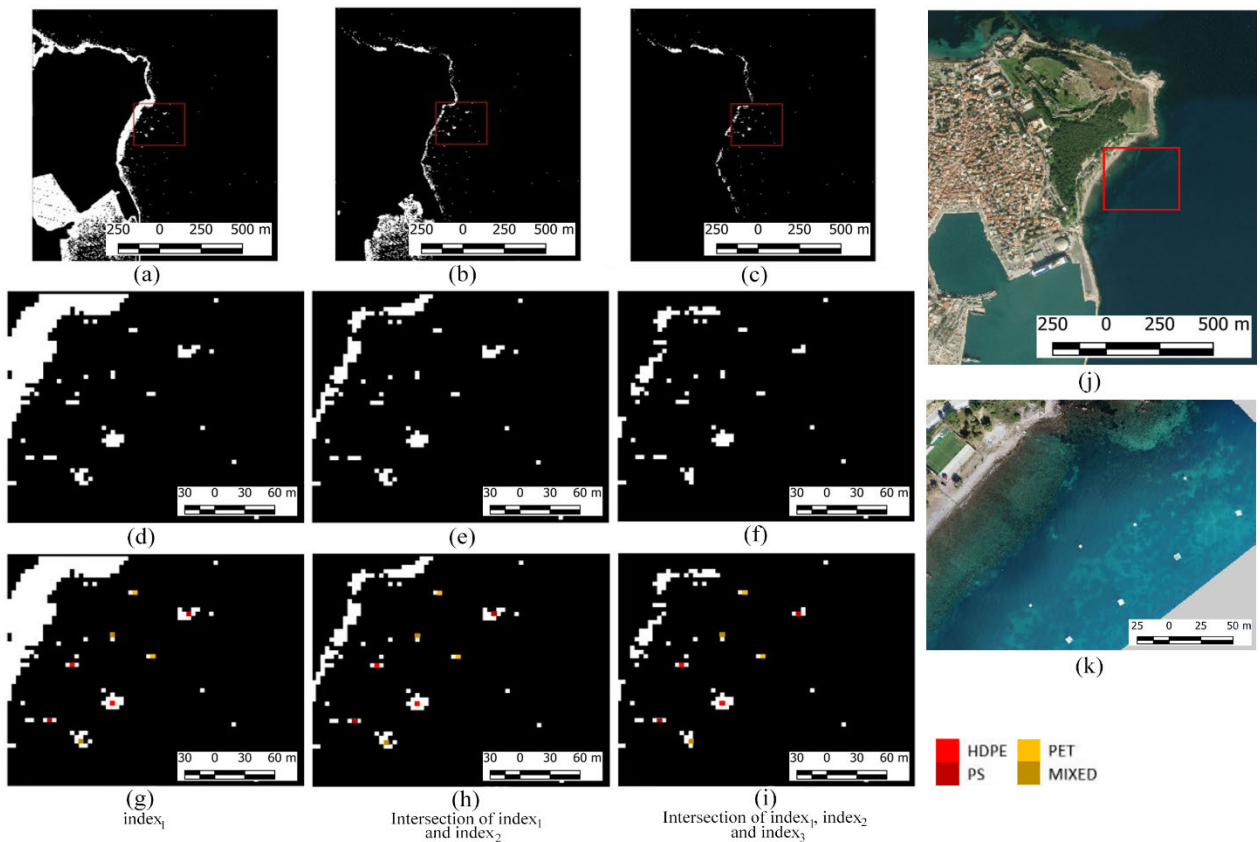 250 0 250 500 m
250 0 250 500 m
250 0 250 500 m
(a)
(b)
(c)
250 0 250 500 m
(j)
30 0 30 60 m
30 0 30 60 m
30 0 30 60 m
(d)
(e)
(f)
25 0 25 50 m
(k)
30 0 30 60 m
30 0 30 60 m
30 0 30 60 m
(g)
(h)
(i)
index1
Intersection of index1
and index2
Intersection of index1, index2
and index3
HDPE
PET
PS
MIXED